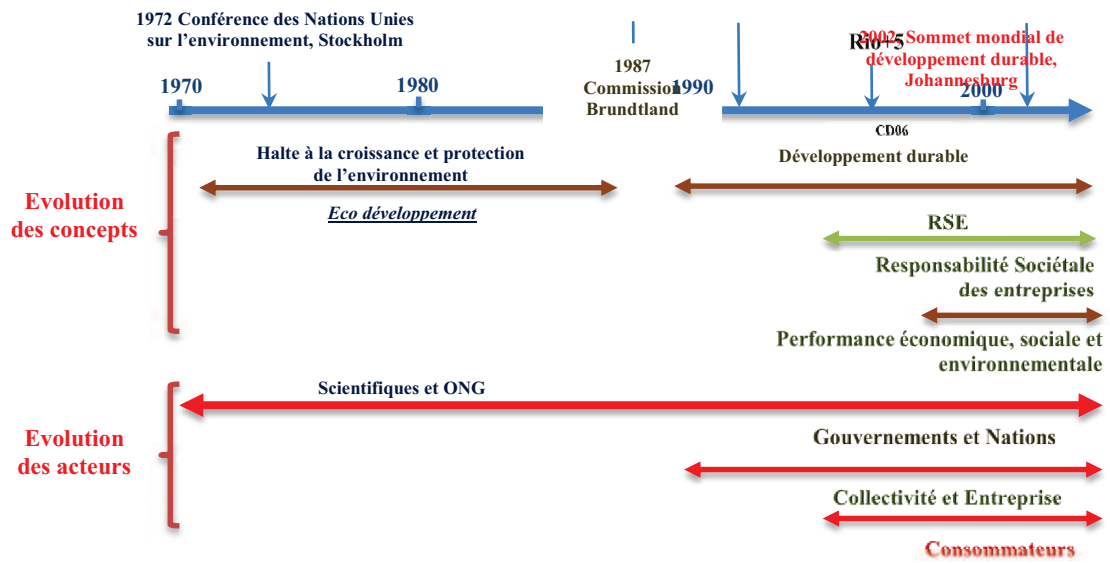 1972 Conférence des Nations Unies
sur l'environnement, Stockholm
1987
Commission
Brundtland
Rio+5
2002, Sommet mondial de
développement durable,
Johannesburg
1970
1980
1990
2000
CD06
Halte à la croissance et protection
de l'environnement
Eco développement
Développement durable
Evolution
des concepts
RSE
Responsabilité Sociétale
des entreprises
Performance économique, sociale et
environnementale
Scientifiques et ONG
Evolution
des acteurs
Gouvernements et Nations
Collectivité et Entreprise
Consommateurs